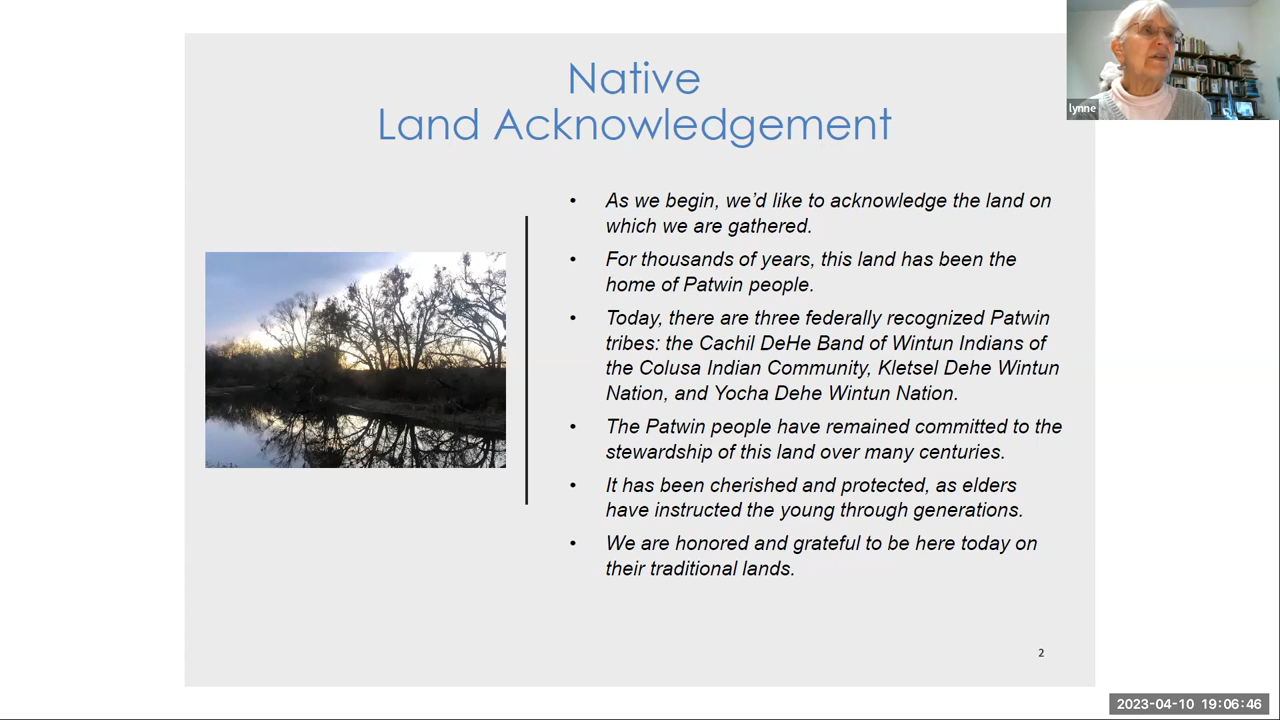 Native
Land Acknowledgement
lynne
• As we begin, we’d like to acknowledge the land on
which we are gathered.
• For thousands of years, this land has been the
home of Patwin people.
• Today, there are three federally recognized Patwin
tribes: the Cachil DeHe Band of Wintun Indians of
the Colusa Indian Community, Kletsel Dehe Wintun
Nation, and Yocha Dehe Wintun Nation.
• The Patwin people have remained committed to the
stewardship of this land over many centuries.
• It has been cherished and protected, as elders
have instructed the young through generations.
• We are honored and grateful to be here today on
their traditional lands.
2
2023-04-10 19:06:46